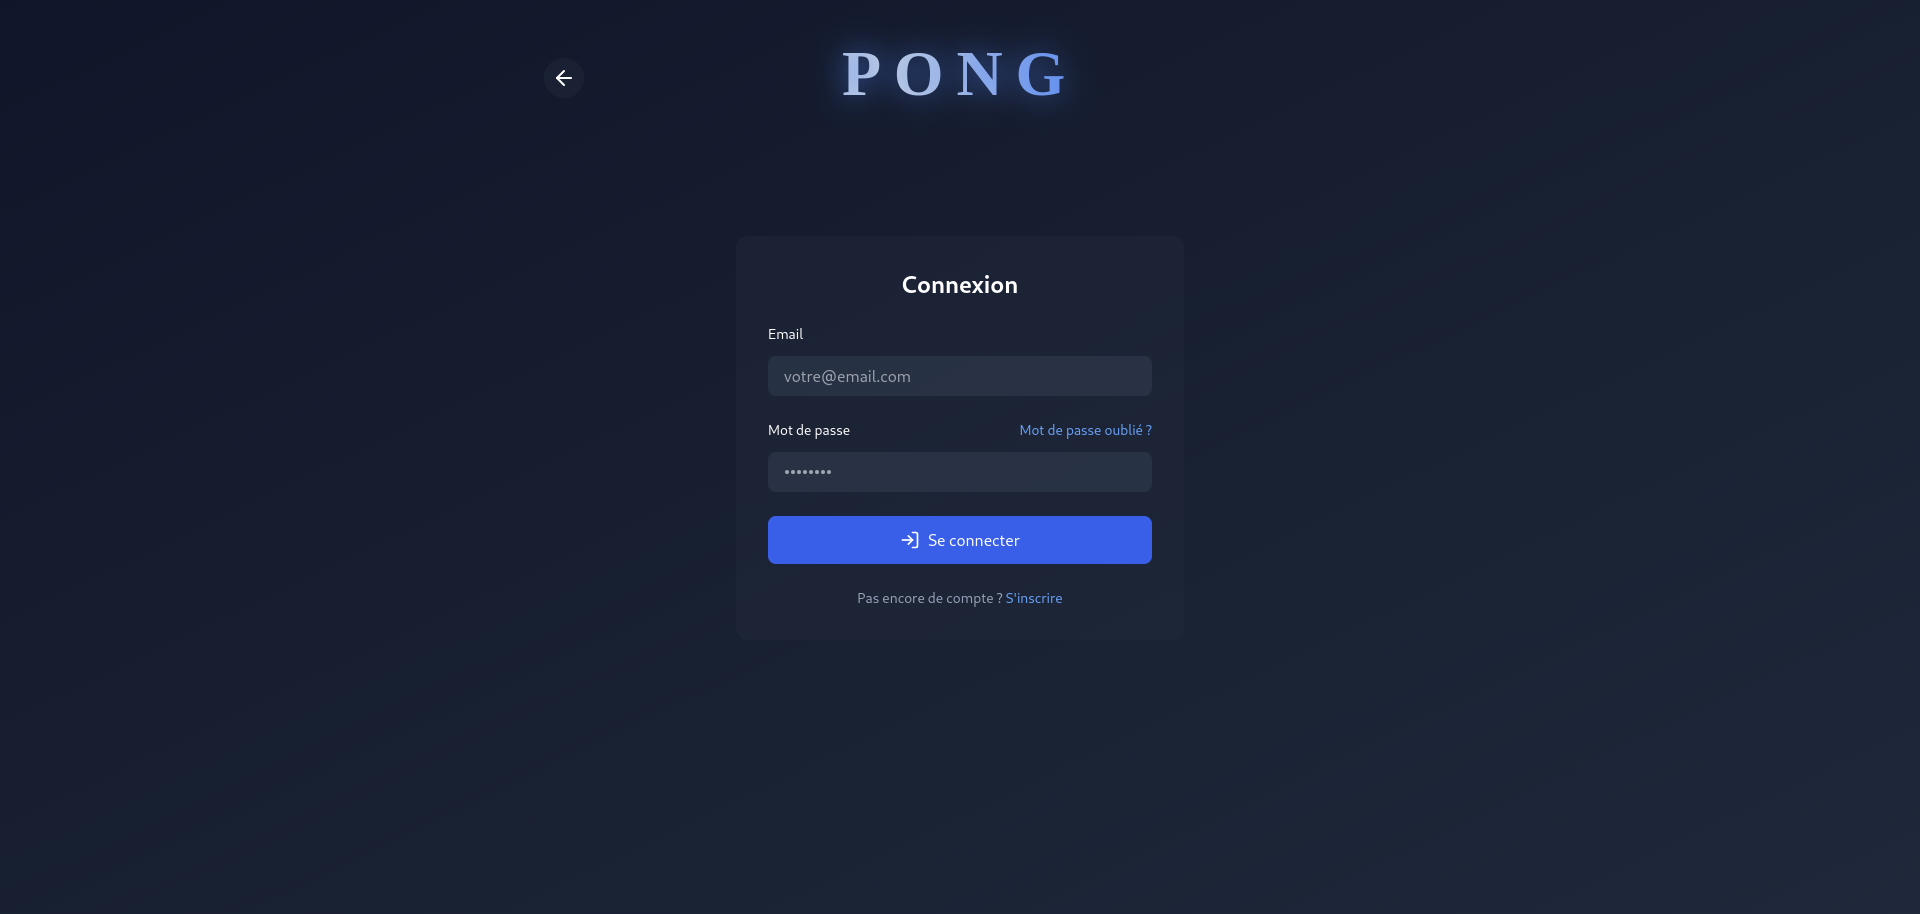 PONG
Connexion
Email
votre@email.com
Mot de passe Mot de passe oublié ?
••••••••
Se connecter
Pas encore de compte ? S'inscrire